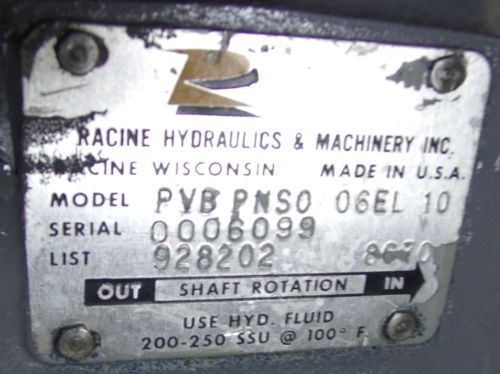 RACINE HYDRAULICS & MACHINERY INC.
RACINE WISCONSIN MADE IN U.S.A.
MODEL PVB PNSO 06EL 10
SERIAL 0006099
LIST 928202 8670
OUT SHAFT ROTATION IN
USE HYD. FLUID
200-250 SSU @ 100° F.